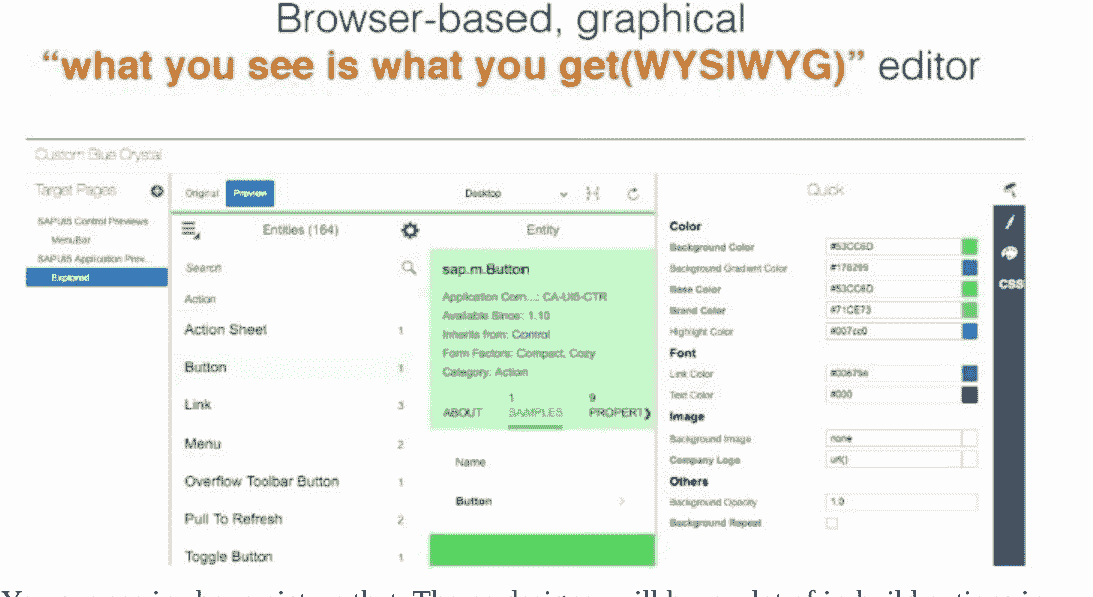 Browser-based, graphical
“what you see is what you get(WYSIWYG)” editor
Custom Blue Crystal
Target Pages
SAPUI5 Control Previews
MenuBar
SAPUI5 Application Prev...
Explored
Original Preview
Desktop
Entities (164)
Search
Action
Action Sheet 1
Button 1
Link 3
Menu 2
Overflow Toolbar Button 1
Pull To Refresh 2
Toggle Button 1
Entity
sap.m.Button
Application Com...: CA-UI5-CTR
Available Since: 1.10
Inherits from: Control
Form Factors: Compact, Cozy
Category: Action
1 9
ABOUT SAMPLES PROPERT
Name
Button
Quick
Color
Background Color #53CC6D
Background Gradient Color
Base Color #53CC6D
Brand Color #71CE73
Highlight Color #007cc0
Font
Link Color
Text Color #000
Image
Background Image none
Company Logo url()
Others
Background Opacity 1.0
Background Repeat
CSS